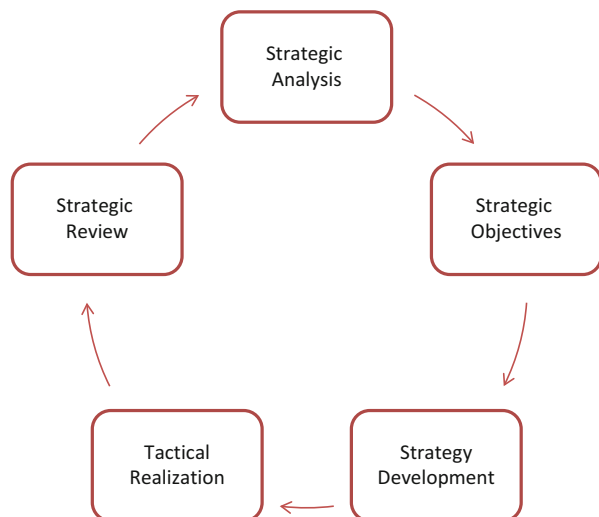 Strategic
Analysis
Strategic
Objectives
Strategy
Development
Tactical
Realization
Strategic
Review